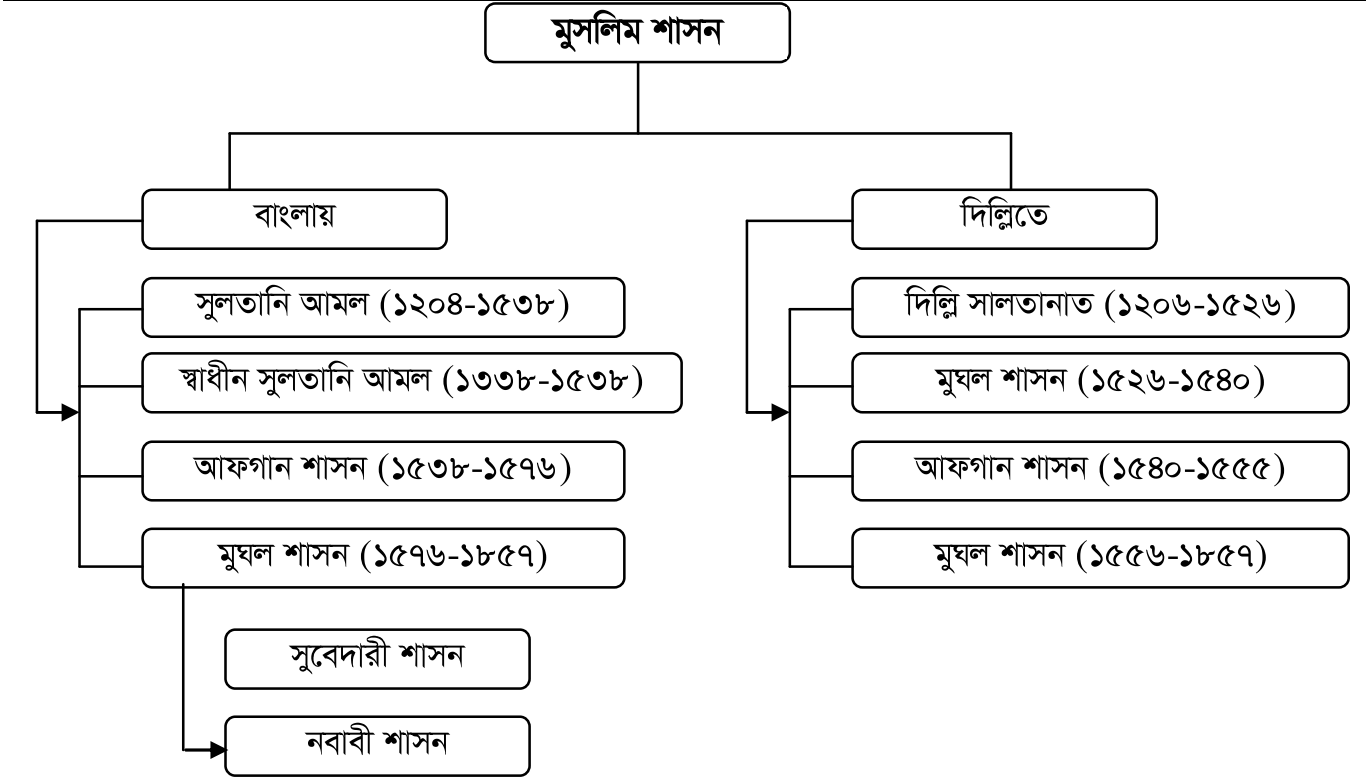 মুসলিম শাসন
বাংলায়
সুলতানি আমল (১২০৪-১৫৩৮)
স্বাধীন সুলতানি আমল (১৩৩৮-১৫৩৮)
আফগান শাসন (১৫৩৮-১৫৭৬)
মুঘল শাসন (১৫৭৬-১৮৫৭)
সুবেদারী শাসন
নবাবী শাসন
দিল্লিতে
দিল্লি সালতানাত (১২০৬-১৫২৬)
মুঘল শাসন (১৫২৬-১৫৪০)
আফগান শাসন (১৫৪০-১৫৫৫)
মুঘল শাসন (১৫৫৬-১৮৫৭)